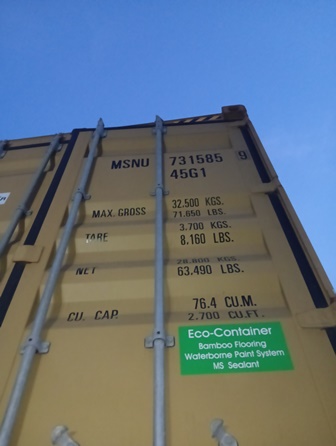 MSNU 731585 9
45G1
MAX. GROSS 32.500 KGS.
71.650 LBS.
TARE 3.700 KGS.
8.160 LBS.
NET 28.800 KGS.
63.490 LBS.
CU. CAP. 76.4 CU.M.
2.700 CU.FT.
Eco-Container
Bamboo Flooring
Waterborne Paint System
MS Sealant